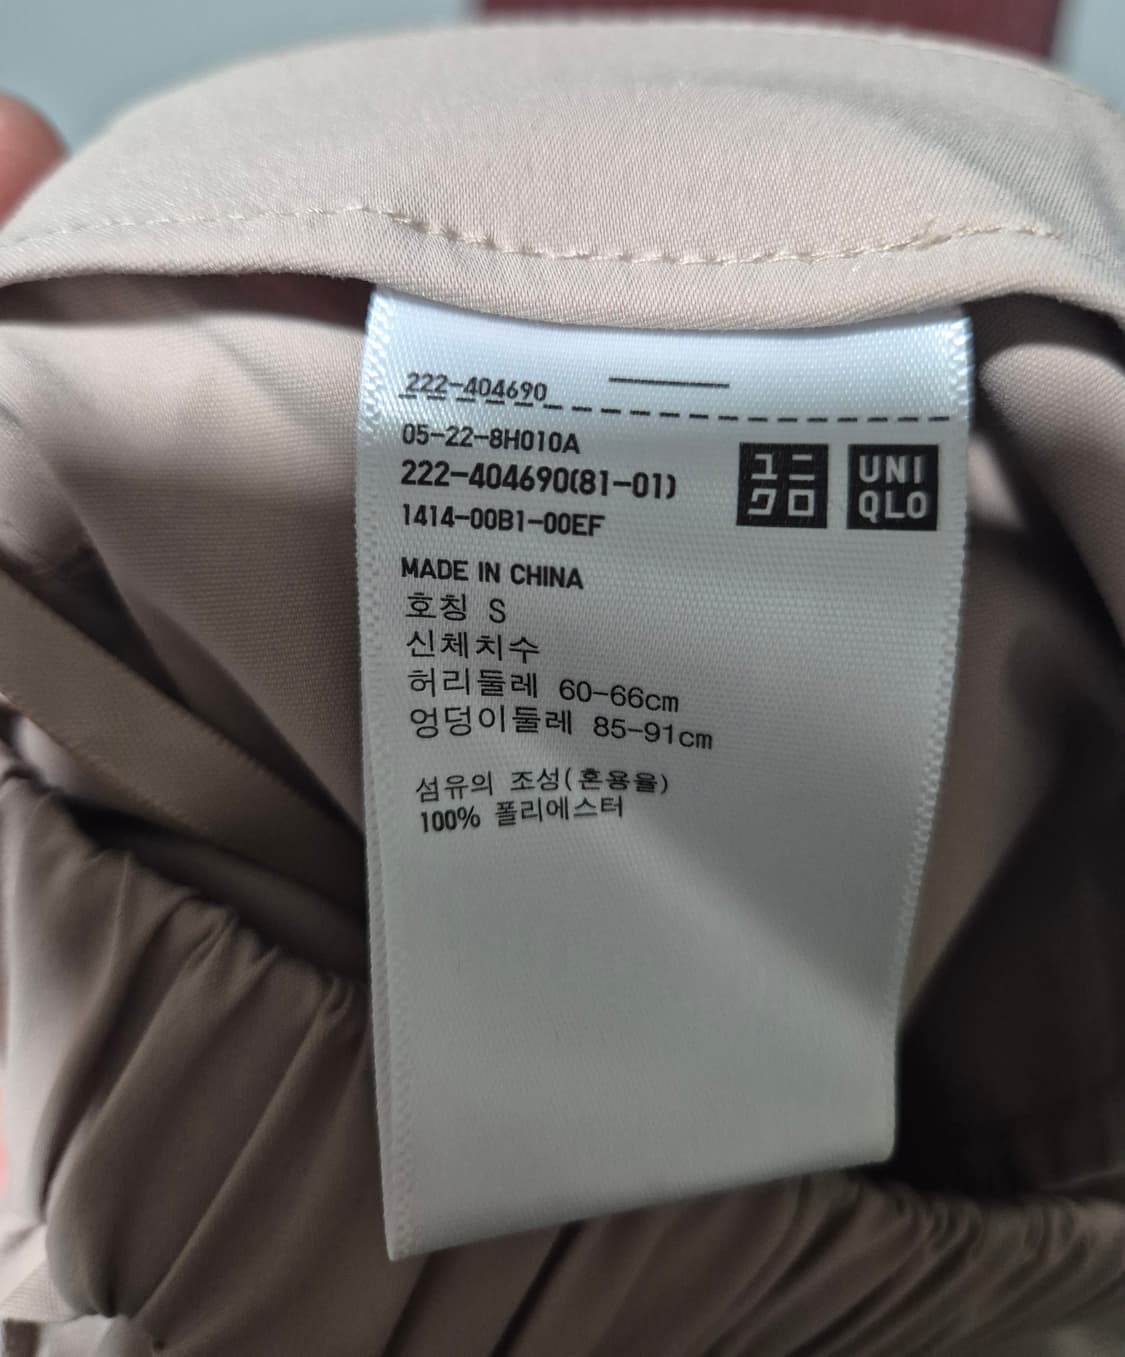 222-404690
05-22-8H010A
222-404690(81-01)
1414-00B1-00EF
ユニ
クロ
UNI
QLO
MADE IN CHINA
호칭 S
신체치수
허리둘레 60-66cm
엉덩이둘레 85-91cm
섬유의 조성(혼용율)
100% 폴리에스터